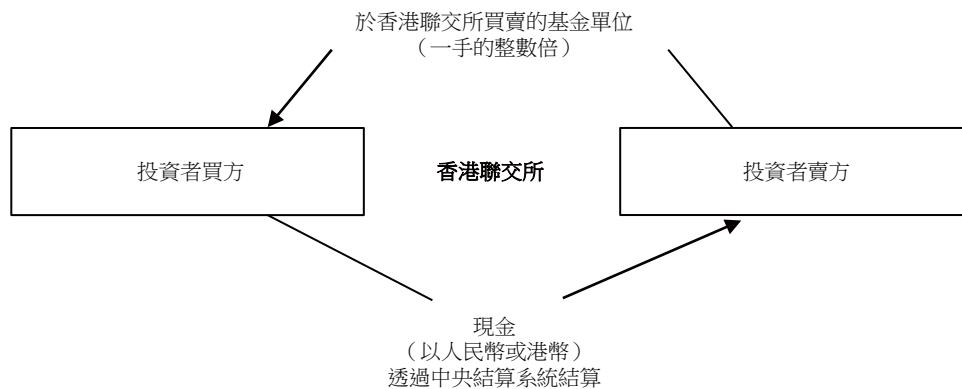 於香港聯交所買賣的基金單位
（一手的整數倍）
投資者買方
香港聯交所
投資者賣方
現金
（以人民幣或港幣）
透過中央結算系統結算